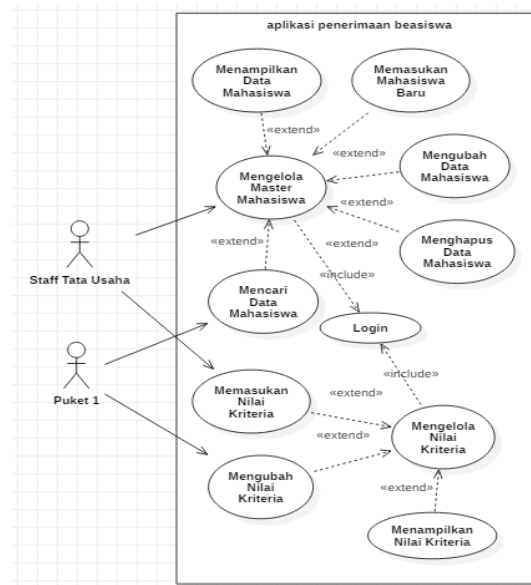 aplikasi penerimaan beasiswa
Menampilkan
Data
Mahasiswa
Memasukan
Mahasiswa
Baru
«extend»
«extend»
Mengubah
Data
Mahasiswa
Mengelola
Master
Mahasiswa
«extend»
Menghapus
Data
Mahasiswa
«extend»
«extend»
«include»
Staff Tata Usaha
Mencari
Data
Mahasiswa
Login
Puket 1
«include»
Memasukan
Nilai
Kriteria
«extend»
Mengelola
Nilai
Kriteria
«extend»
Mengubah
Nilai
Kriteria
«extend»
Menampilkan
Nilai Kriteria